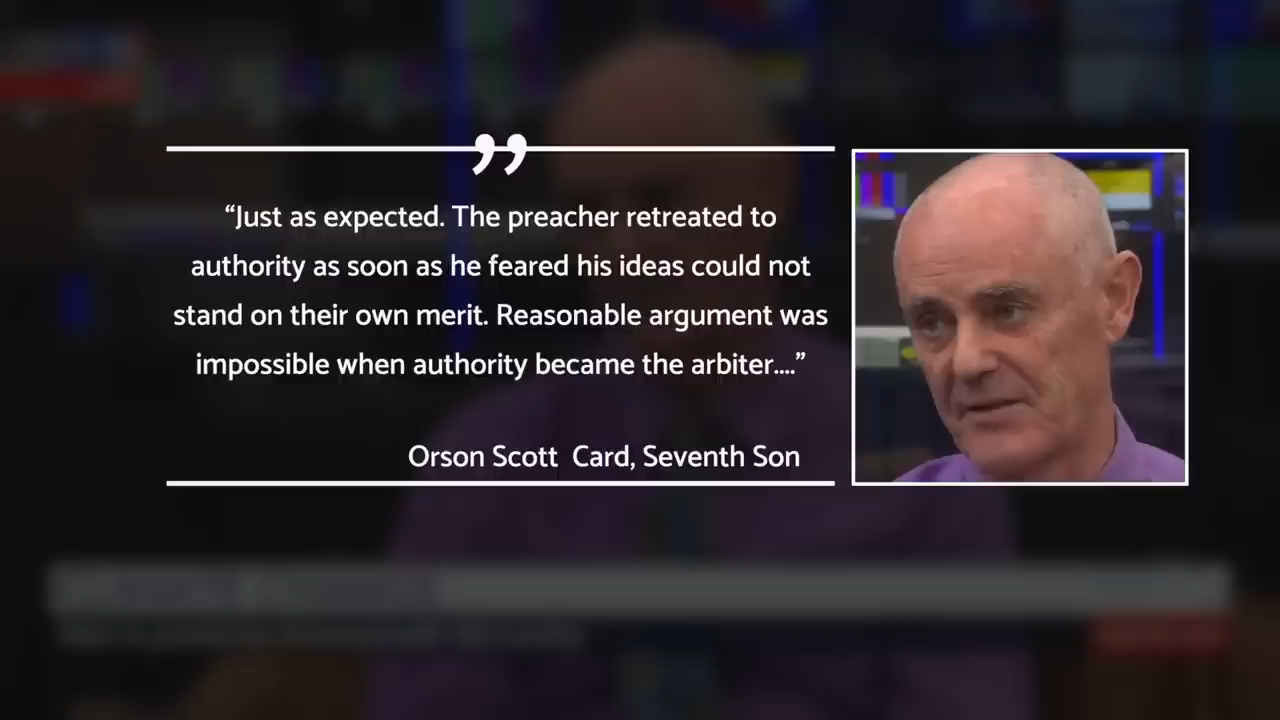 ”
“Just as expected. The preacher retreated to
authority as soon as he feared his ideas could not
stand on their own merit. Reasonable argument was
impossible when authority became the arbiter....”
Orson Scott  Card, Seventh Son